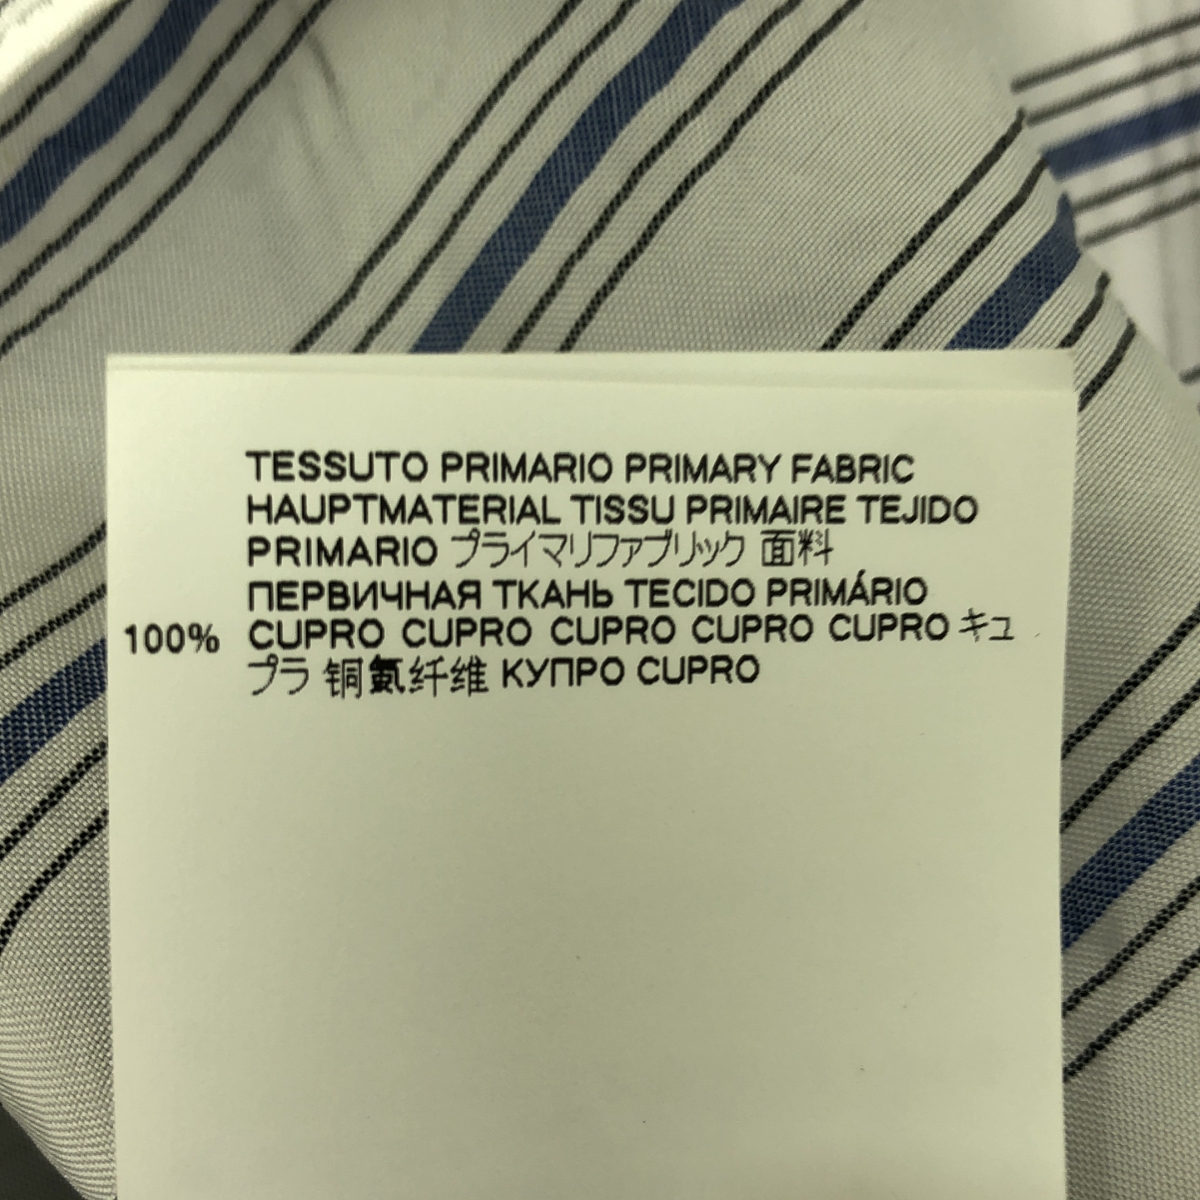 TESSUTO PRIMARIO PRIMARY FABRIC
HAUPTMATERIAL TISSU PRIMAIRE TEJIDO
PRIMARIO プライマリファブリック 面料
ПЕРВИЧНАЯ ТКАНЬ TECIDO PRIMÁRIO
100% CUPRO CUPRO CUPRO CUPRO CUPRO キュ
プラ 铜氨纤维 КУПРО CUPRO